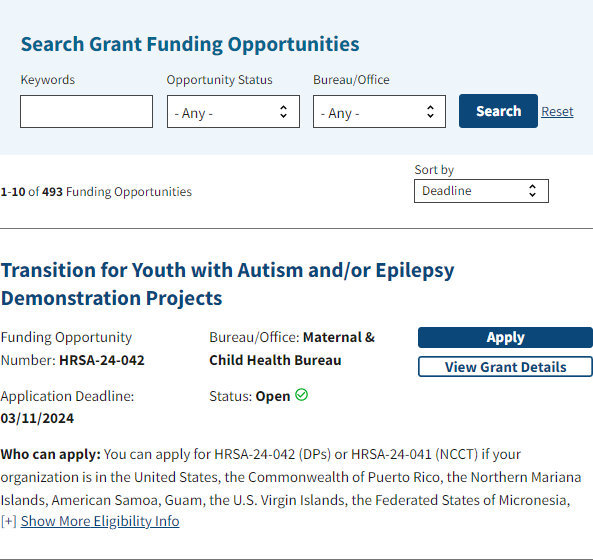 Search Grant Funding Opportunities
Keywords Opportunity Status Bureau/Office
- Any - - Any - Search Reset
Sort by
1-10 of 493 Funding Opportunities Deadline
Transition for Youth with Autism and/or Epilepsy
Demonstration Projects
Funding Opportunity Bureau/Office: Maternal & Apply
Number: HRSA-24-042 Child Health Bureau View Grant Details
Application Deadline: Status: Open
03/11/2024
Who can apply: You can apply for HRSA-24-042 (DPs) or HRSA-24-041 (NCCT) if your
organization is in the United States, the Commonwealth of Puerto Rico, the Northern Mariana
Islands, American Samoa, Guam, the U.S. Virgin Islands, the Federated States of Micronesia,
[+] Show More Eligibility Info